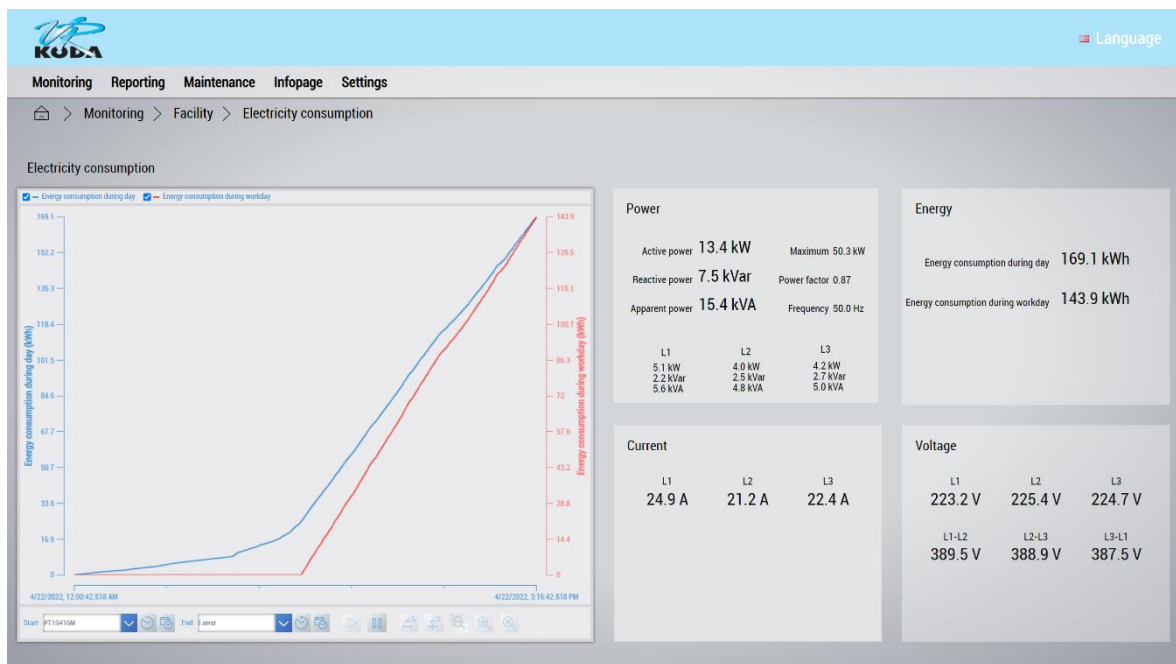 KODA
Language
Monitoring Reporting Maintenance Infopage Settings
Monitoring > Facility > Electricity consumption
Electricity consumption
Energy consumption during day Energy consumption during workday
169.1
152.2
135.3
118.4
101.5
84.6
67.7
50.7
33.8
16.9
0
Energy consumption during day (kWh)
143.9
129.5
115.1
100.7
86.3
72
57.6
43.2
28.8
14.4
0
Energy consumption during workday (kWh)
4/22/2022, 12:00:42.518 AM 4/22/2022, 3:16:42.518 PM
Start PT15H16M End Latest
Power
Active power 13.4 kW Maximum 50.3 kW
Reactive power 7.5 kVar Power factor 0.87
Apparent power 15.4 kVA Frequency 50.0 Hz
L1 L2 L3
5.1 kW 4.0 kW 4.2 kW
2.2 kVar 2.5 kVar 2.7 kVar
5.6 kVA 4.8 kVA 5.0 kVA
Energy
Energy consumption during day 169.1 kWh
Energy consumption during workday 143.9 kWh
Current
L1 L2 L3
24.9 A 21.2 A 22.4 A
Voltage
L1 L2 L3
223.2 V 225.4 V 224.7 V
L1-L2 L2-L3 L3-L1
389.5 V 388.9 V 387.5 V